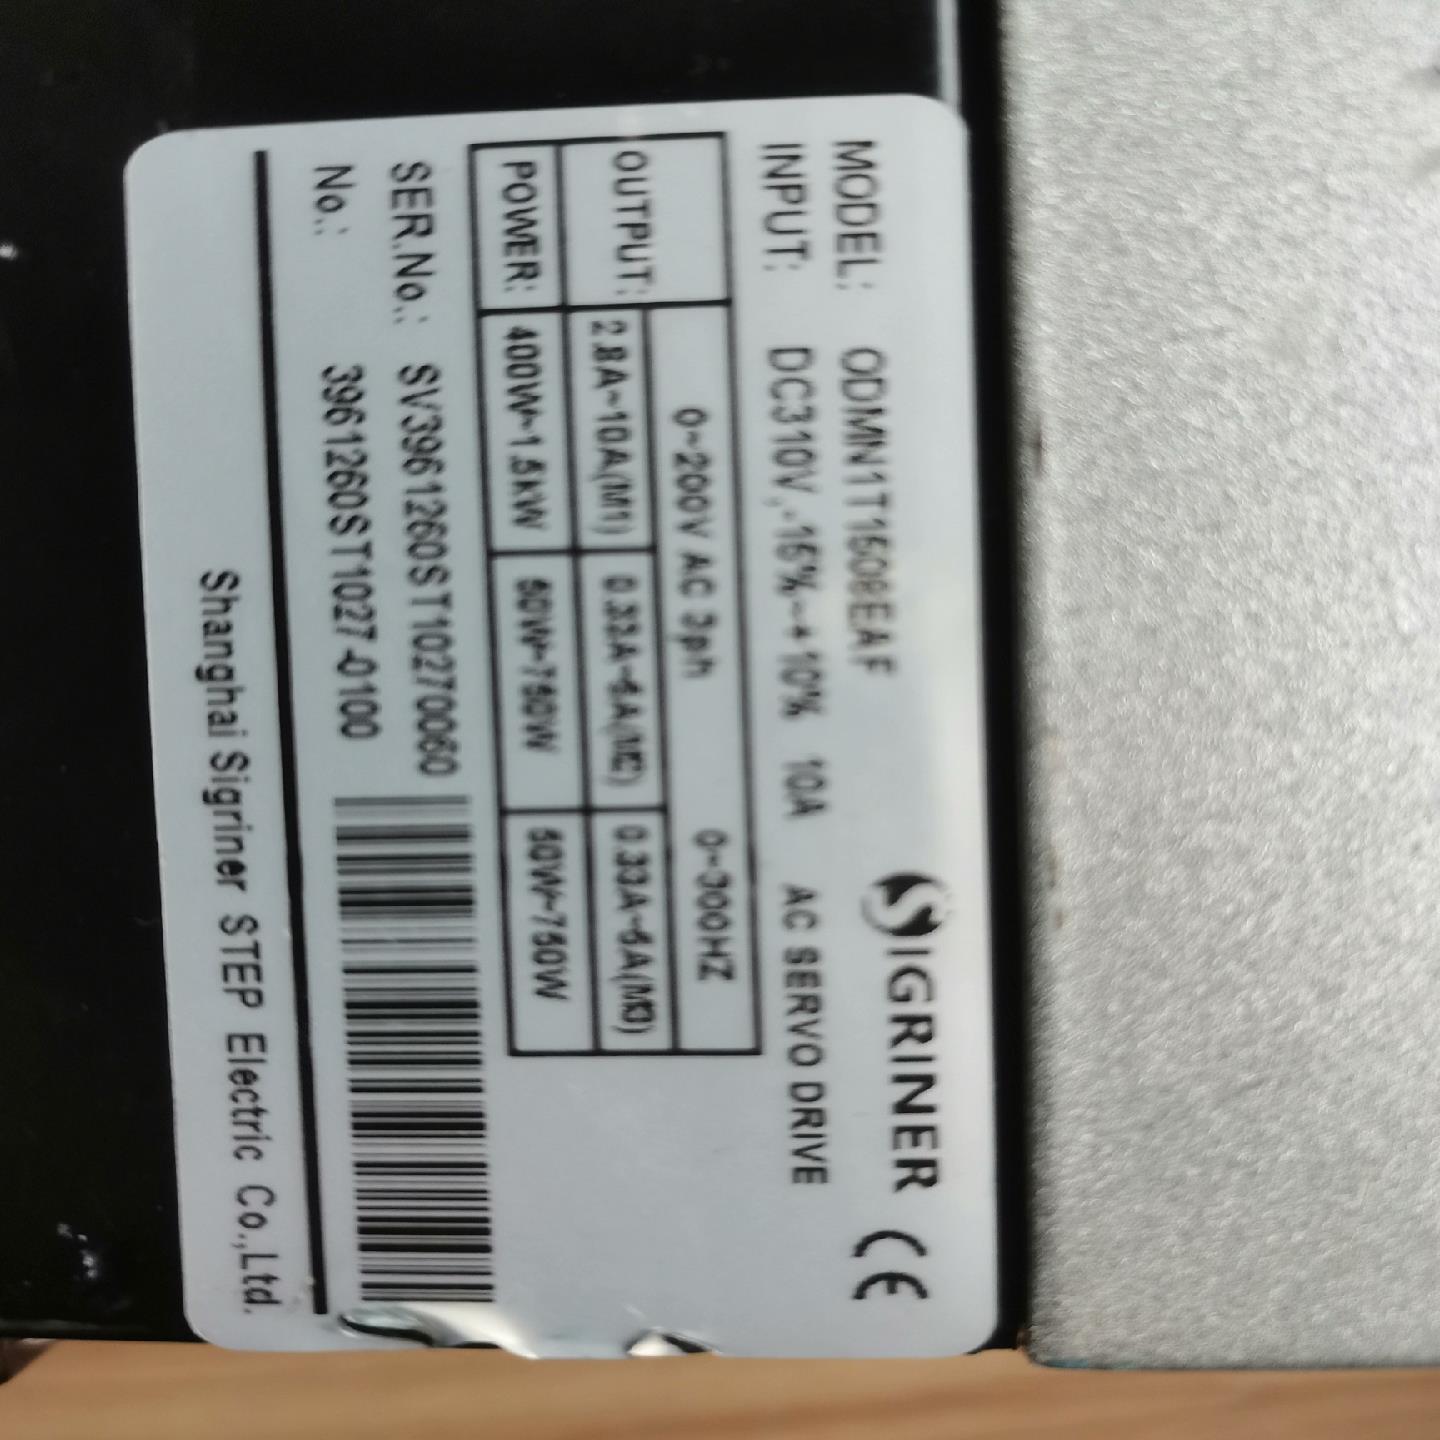 SIGRINER CE
MODEL: ODMN1T1508EAF
INPUT: DC310V,-15%~+10% 10A AC SERVO DRIVE
OUTPUT: 0~200V AC 3ph 0~300HZ
2.8A~10A(M1) 0.33A~6A(M2) 0.33A~6A(M3)
POWER: 400W~1.5kW 50W~750W 50W~750W
SER.No.: SV3961260ST10270060
No.: 3961260ST1027-0100
Shanghai Sigriner STEP Electric Co.,Ltd.